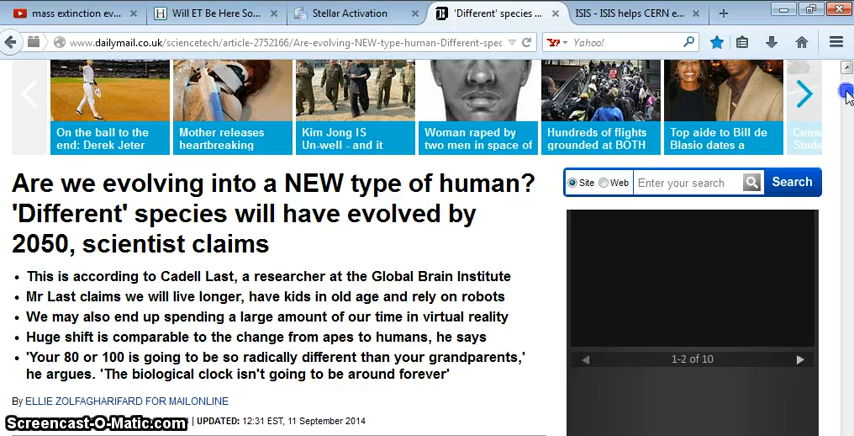 mass extinction ev...
Will ET Be Here So...
Stellar Activation
'Different' species ...
ISIS - ISIS helps CERN e...
www.dailymail.co.uk/sciencetech/article-2752166/Are-evolving-NEW-type-human-Different-spec
Yahoo!
On the ball to the
end: Derek Jeter
Mother releases
heartbreaking
Kim Jong IS
Un-well - and it
Woman raped by
two men in space of
Hundreds of flights
grounded at BOTH
Top aide to Bill de
Blasio dates a
Are we evolving into a NEW type of human?
'Different' species will have evolved by
2050, scientist claims
Site Web Enter your search Search
This is according to Cadell Last, a researcher at the Global Brain Institute
Mr Last claims we will live longer, have kids in old age and rely on robots
We may also end up spending a large amount of our time in virtual reality
Huge shift is comparable to the change from apes to humans, he says
'Your 80 or 100 is going to be so radically different than your grandparents,'
he argues. 'The biological clock isn't going to be around forever'
1-2 of 10
By ELLIE ZOLFAGHARIFARD FOR MAILONLINE
Screencast-O-Matic.com
| UPDATED: 12:31 EST, 11 September 2014